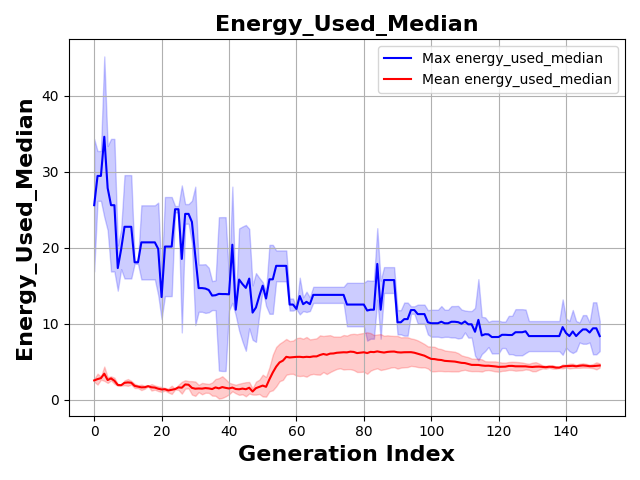 Energy_Used_Median
Max energy_used_median
Mean energy_used_median
Energy_Used_Median
40
30
20
10
0
0 20 40 60 80 100 120 140
Generation Index